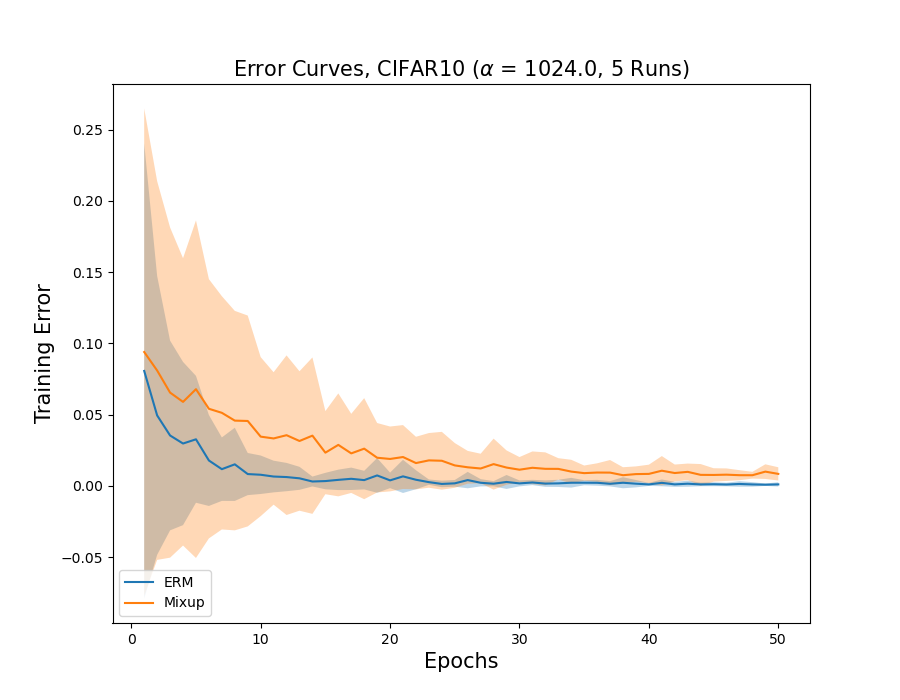 Error Curves, CIFAR10 (α = 1024.0, 5 Runs)
Training Error
0.25
0.20
0.15
0.10
0.05
0.00
−0.05
ERM
Mixup
0 10 20 30 40 50
Epochs